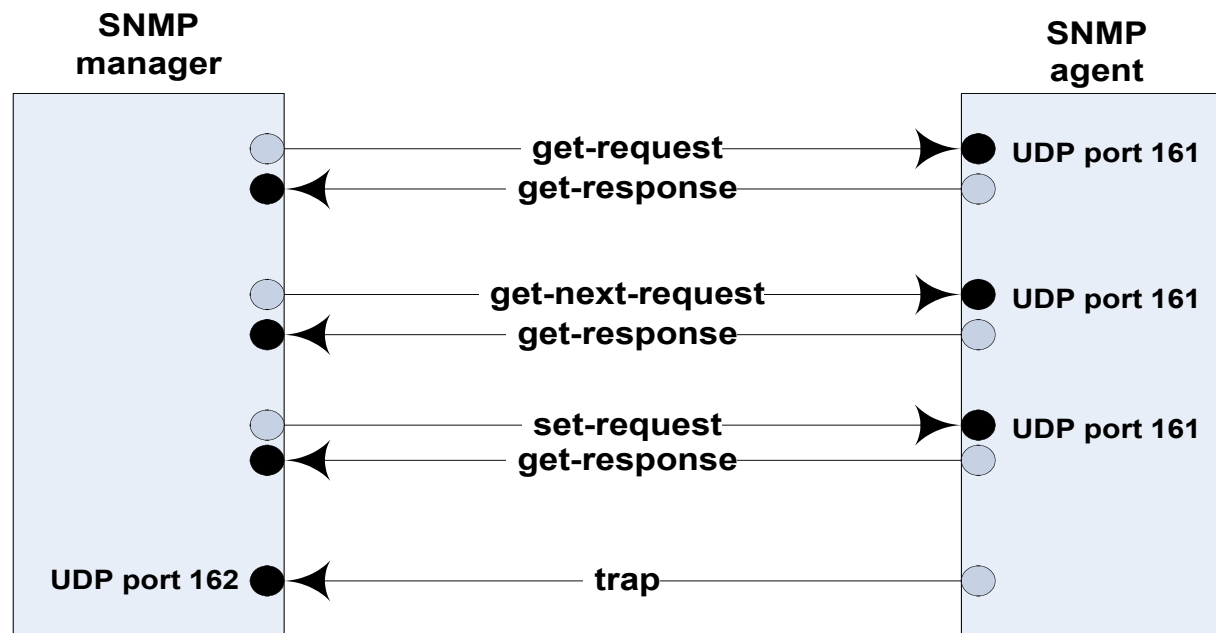 SNMP
manager
SNMP
agent
get-request
UDP port 161
get-response
get-next-request
UDP port 161
get-response
set-request
UDP port 161
get-response
UDP port 162
trap